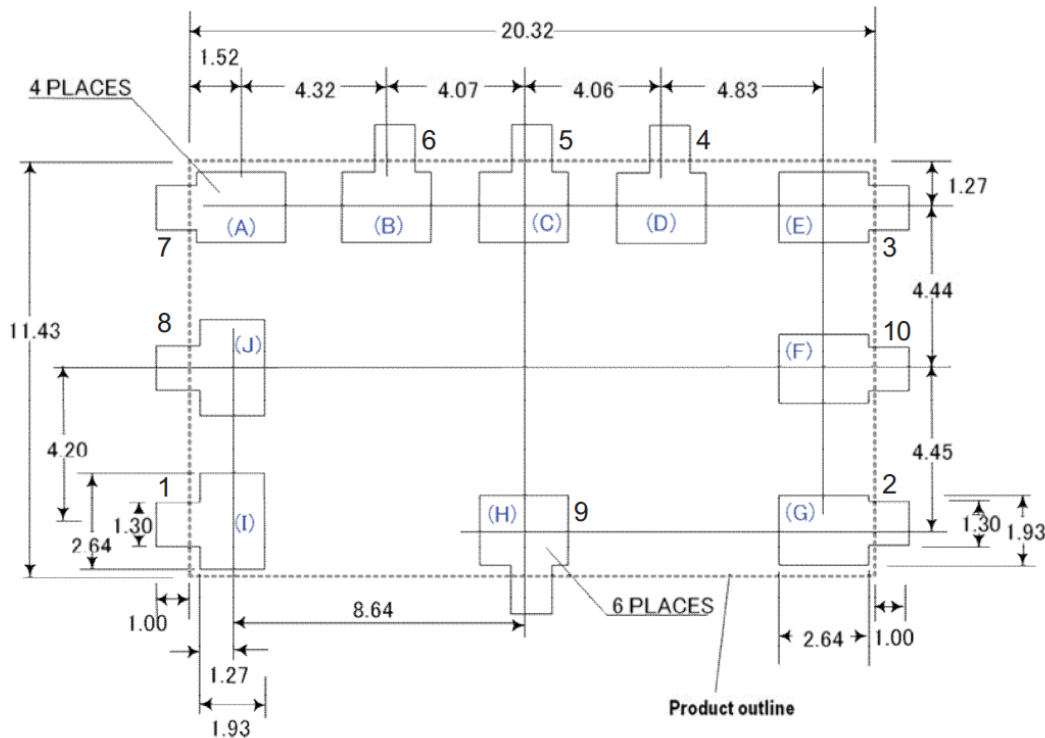 20.32
1.52
4.32
4.07
4.06
4.83
4 PLACES
6
5
4
1.27
(A)
(B)
(C)
(D)
(E)
7
3
4.44
11.43
8
(J)
(F)
10
4.20
4.45
1
2
(I)
(H)
9
(G)
1.30
2.64
1.30
1.93
1.00
8.64
6 PLACES
2.64
1.00
1.27
1.93
Product outline